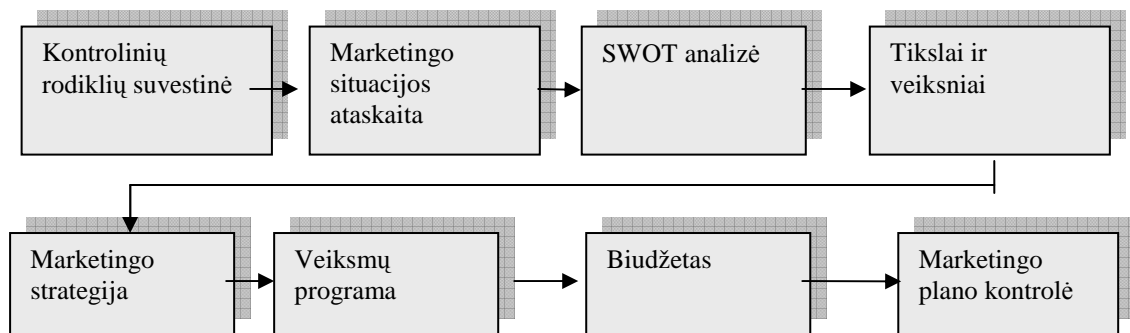 Kontrolinių
rodiklių suvestinė
Marketingo
situacijos
ataskaita
SWOT analizė
Tikslai ir
veiksniai
Marketingo
strategija
Veiksmų
programa
Biudžetas
Marketingo
plano kontrolė